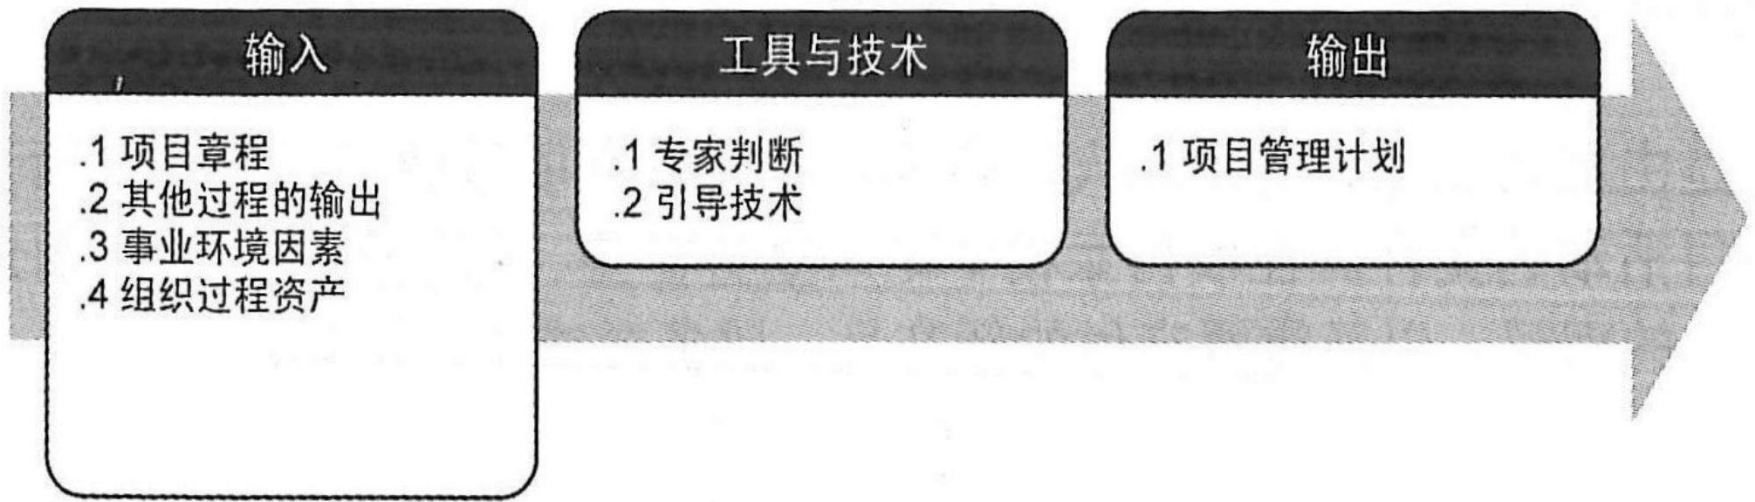 输入
.1 项目章程
.2 其他过程的输出
.3 事业环境因素
.4 组织过程资产
工具与技术
.1 专家判断
.2 引导技术
输出
.1 项目管理计划